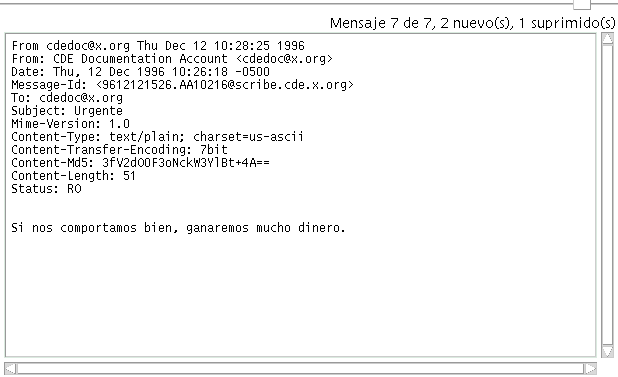 Mensaje 7 de 7, 2 nuevo(s), 1 suprimido(s)
From cdedoc@x.org Thu Dec 12 10:28:25 1996
From: CDE Documentation Account <cdedoc@x.org>
Date: Thu, 12 Dec 1996 10:26:18 -0500
Message-Id: <9612121526.AA10216@scribe.cde.x.org>
To: cdedoc@x.org
Subject: Urgente
Mime-Version: 1.0
Content-Type: text/plain; charset=us-ascii
Content-Transfer-Encoding: 7bit
Content-Md5: 3fV2dOOF3oNckW3YlBt+4A==
Content-Length: 51
Status: RO
Si nos comportamos bien, ganaremos mucho dinero.